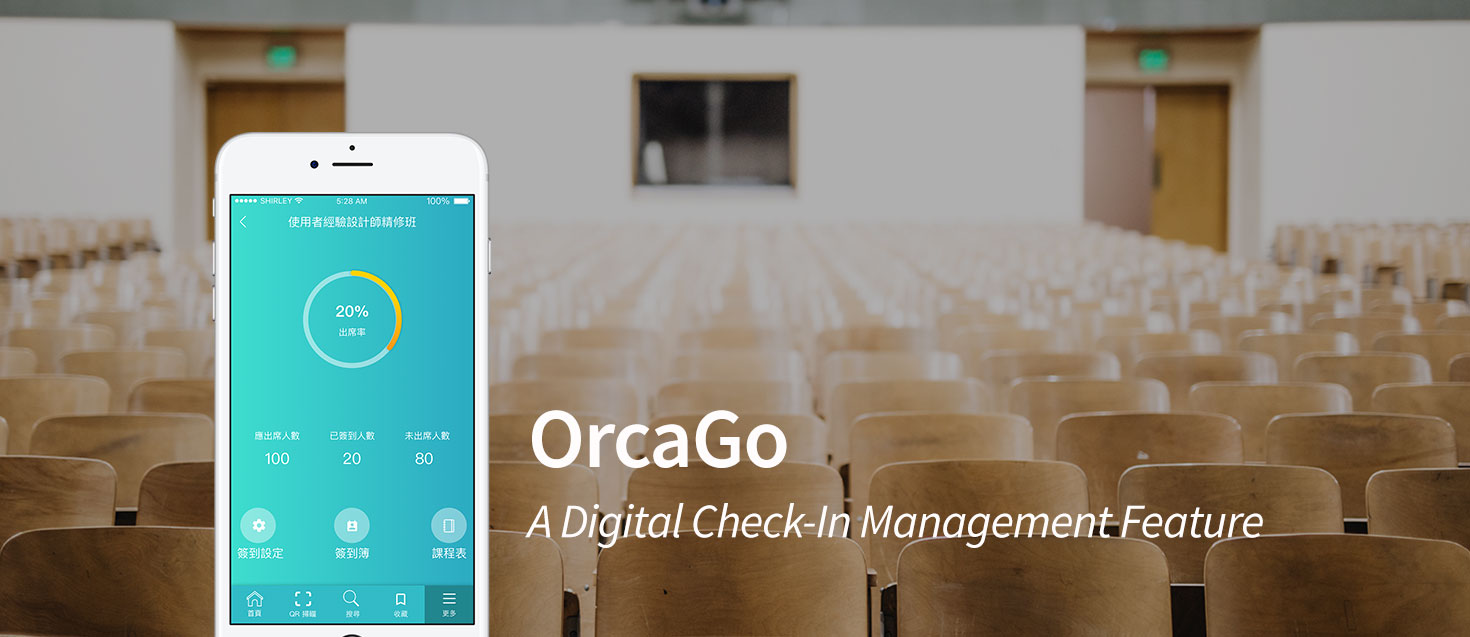 SHIRLEY 5:28 AM 100%
使用者經驗設計師精修班
20%
出席率
應出席人數 已簽到人數 未出席人數
100 20 80
簽到設定 簽到簿 課程表
首頁 QR 掃描 搜尋 收藏 更多
OrcaGo
A Digital Check-In Management Feature